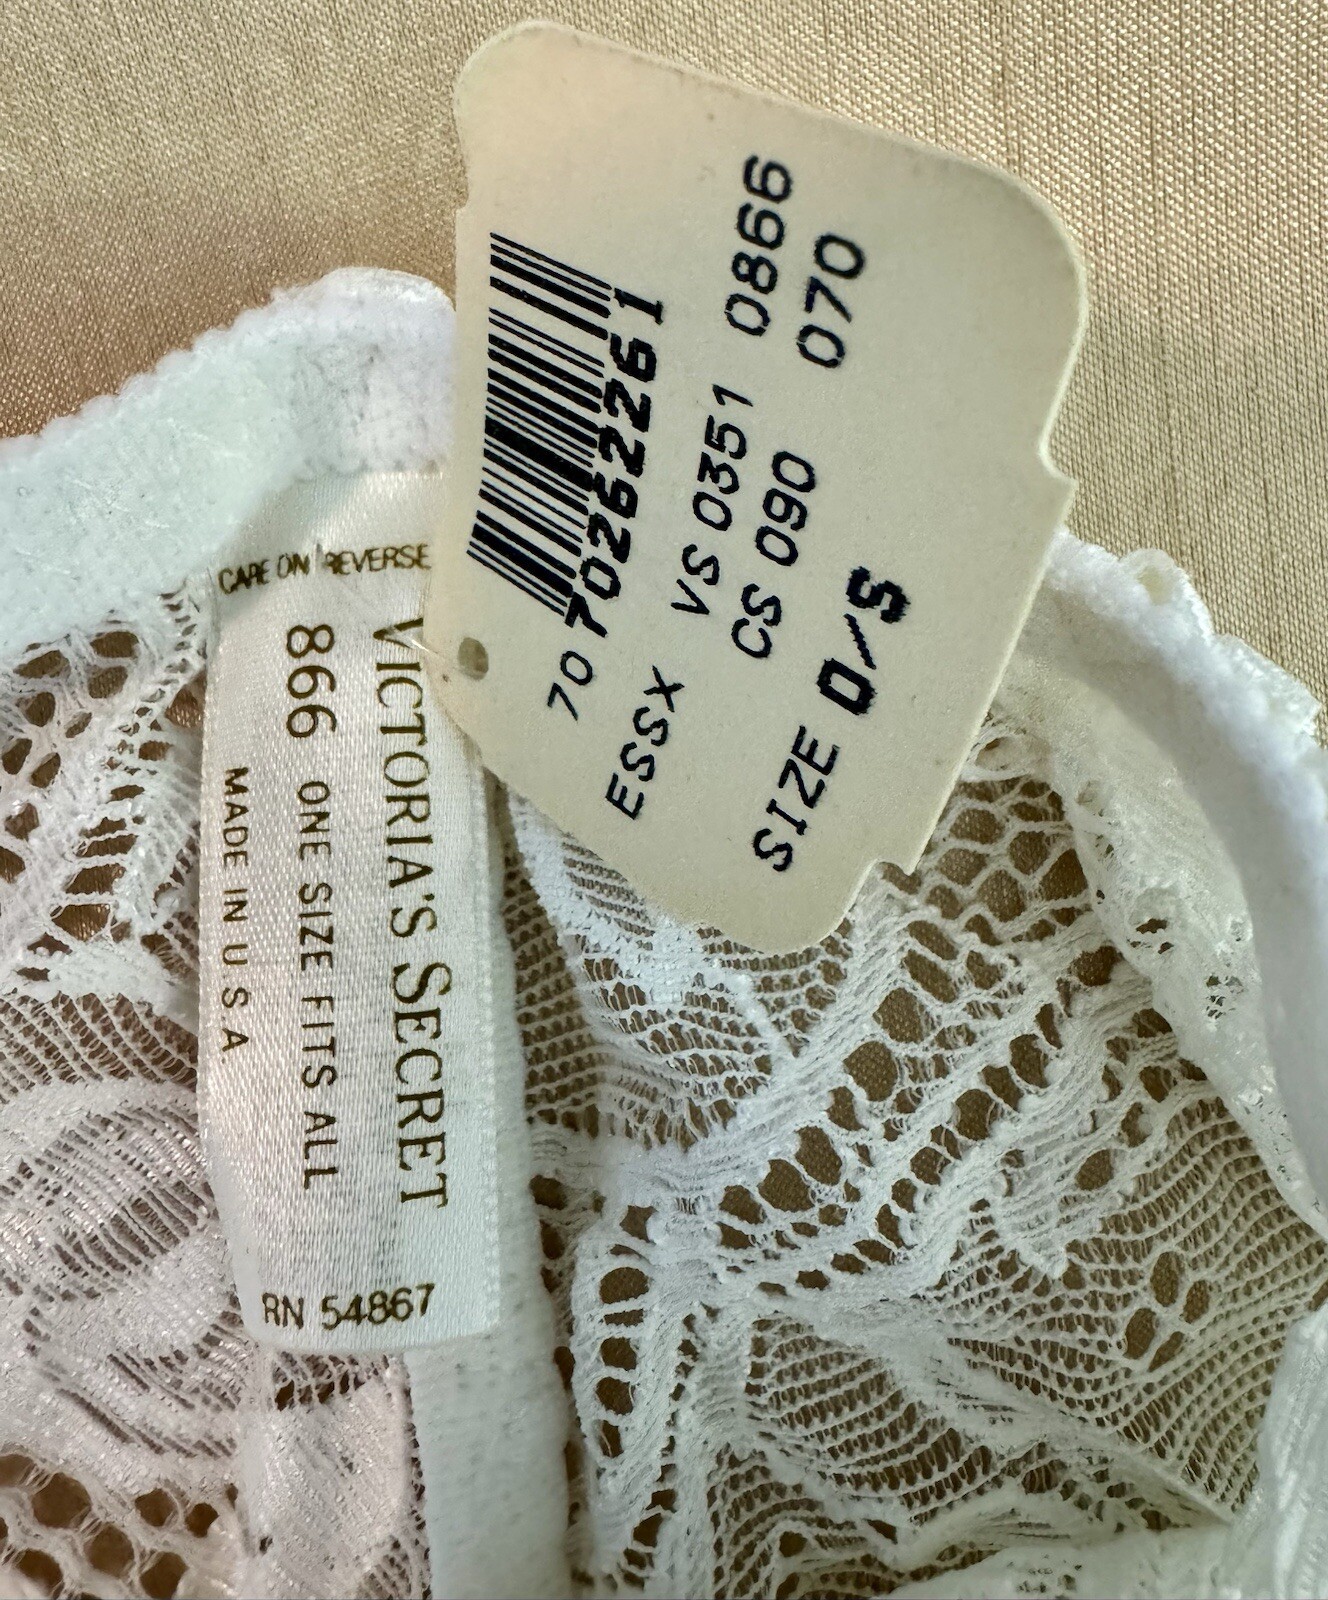 70 702622261
ESSX VS 0351 0866
CS 090 070
SIZE O/S
CARE ON REVERSE
VICTORIA'S SECRET
866 ONE SIZE FITS ALL
MADE IN U.S.A
RN 54867